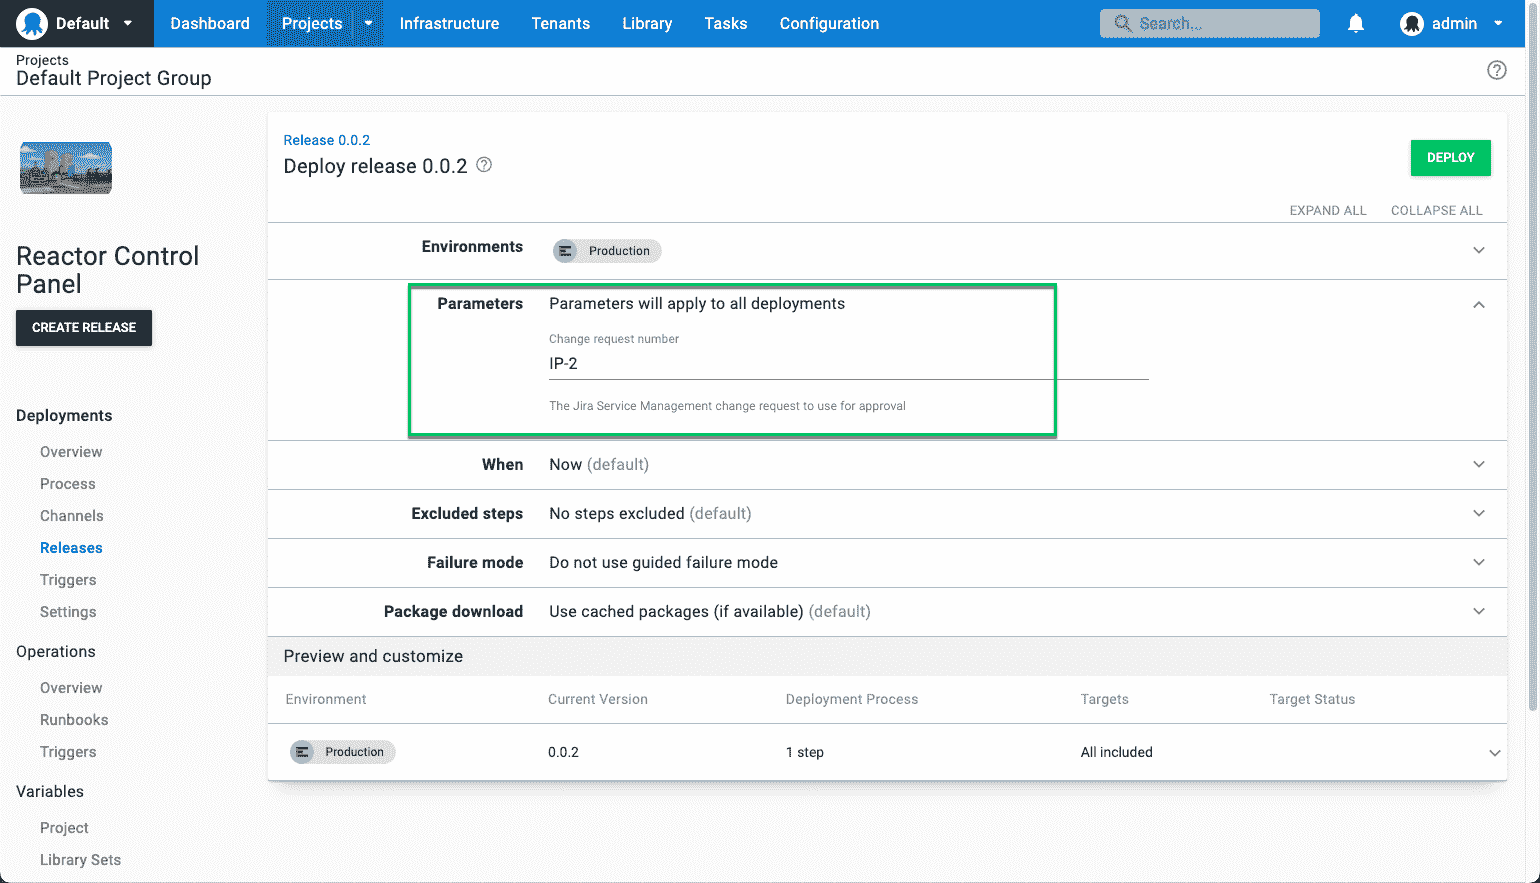 Default Dashboard Projects Infrastructure Tenants Library Tasks Configuration Search... admin
Projects
Default Project Group
Reactor Control
Panel
CREATE RELEASE
Deployments
Overview
Process
Channels
Releases
Triggers
Settings
Operations
Overview
Runbooks
Triggers
Variables
Project
Library Sets
Release 0.0.2
Deploy release 0.0.2 ?
DEPLOY
EXPAND ALL COLLAPSE ALL
Environments Production
Parameters Parameters will apply to all deployments
Change request number
IP-2
The Jira Service Management change request to use for approval
When Now (default)
Excluded steps No steps excluded (default)
Failure mode Do not use guided failure mode
Package download Use cached packages (if available) (default)
Preview and customize
Environment Current Version Deployment Process Targets Target Status
Production 0.0.2 1 step All included